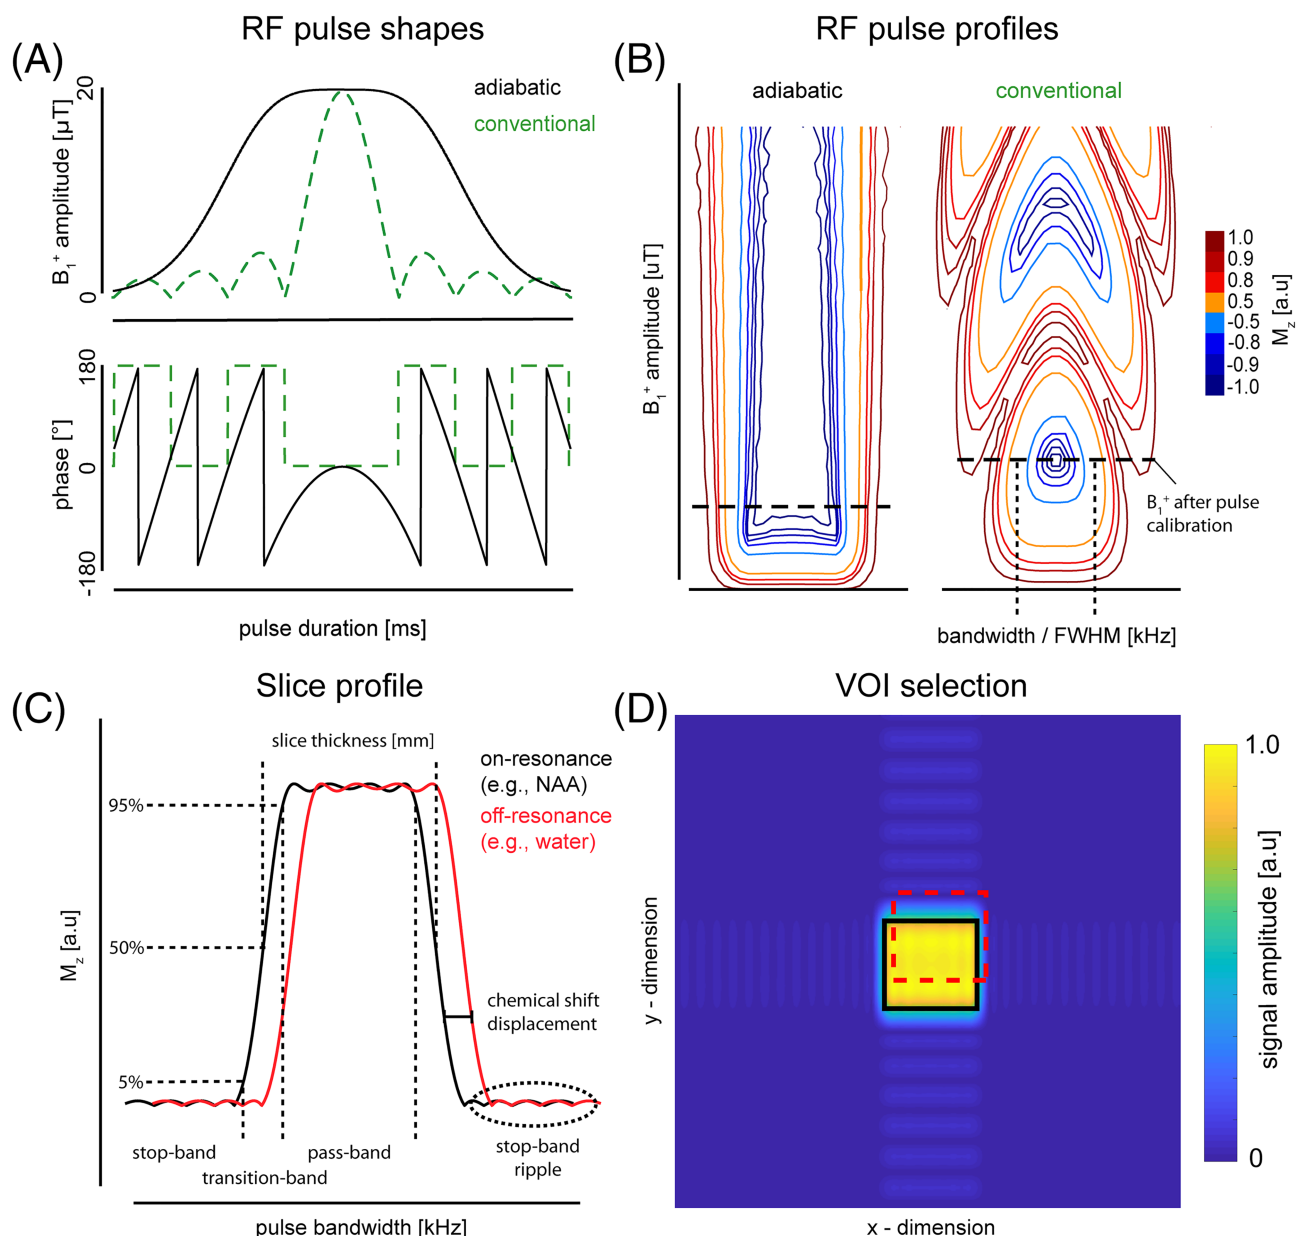 RF pulse shapes
(A)
B1+ amplitude [µT]
20
0
adiabatic
conventional
phase [°]
180
0
-180
pulse duration [ms]
RF pulse profiles
(B)
adiabatic
conventional
B1+ amplitude [uT]
1.0
0.9
0.8
0.5
-0.5
-0.8
-0.9
-1.0
Mz [a.u]
B1+ after pulse
calibration
bandwidth / FWHM [kHz]
Slice profile
(C)
slice thickness [mm]
on-resonance
(e.g., NAA)
off-resonance
(e.g., water)
95%
50%
5%
Mz [a.u]
chemical shift
displacement
stop-band
transition-band
pass-band
stop-band
ripple
pulse bandwidth [kHz]
VOI selection
(D)
y - dimension
x - dimension
1.0
0
signal amplitude [a.u]